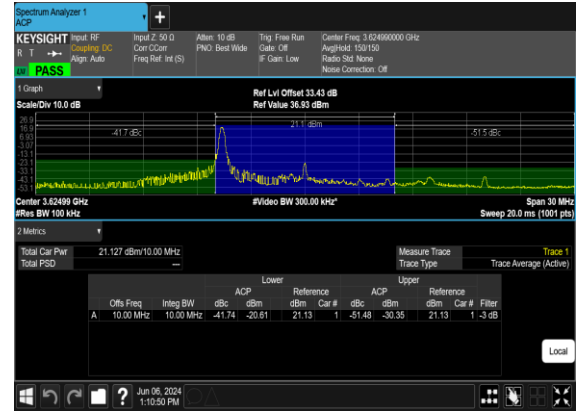 Spectrum Analyzer 1
ACP
+
KEYSIGHT Input: RF Input Z: 50 Ω Atten: 10 dB Trig: Free Run Center Freq: 3.624990000 GHz
R T Coupling: DC Corr CCorr PNO: Best Wide Gate: Off Avg|Hold: 150/150
Align: Auto Freq Ref: Int (S) IF Gain: Low Radio Std: None
LV PASS Noise Correction: Off
1 Graph
Ref Lvl Offset 33.43 dB
Scale/Div 10.0 dB Ref Value 36.93 dBm
26.9
16.9
6.93
-3.07
-13.1
-23.1
-33.1
-43.1
-53.1
-41.7 dBc 21.1 dBm -51.5 dBc
Center 3.62499 GHz #Video BW 300.00 kHz* Span 30 MHz
#Res BW 100 kHz Sweep 20.0 ms (1001 pts)
2 Metrics
Total Car Pwr 21.127 dBm/10.00 MHz Measure Trace Trace 1
Total PSD --- Trace Type Trace Average (Active)
Lower Upper
ACP Reference ACP Reference
Offs Freq Integ BW dBc dBm dBm Car # dBc dBm dBm Car # Filter
A 10.00 MHz 10.00 MHz -41.74 -20.61 21.13 1 -51.48 -30.35 21.13 1 -3 dB
Local
?
Jun 06, 2024
1:10:50 PM